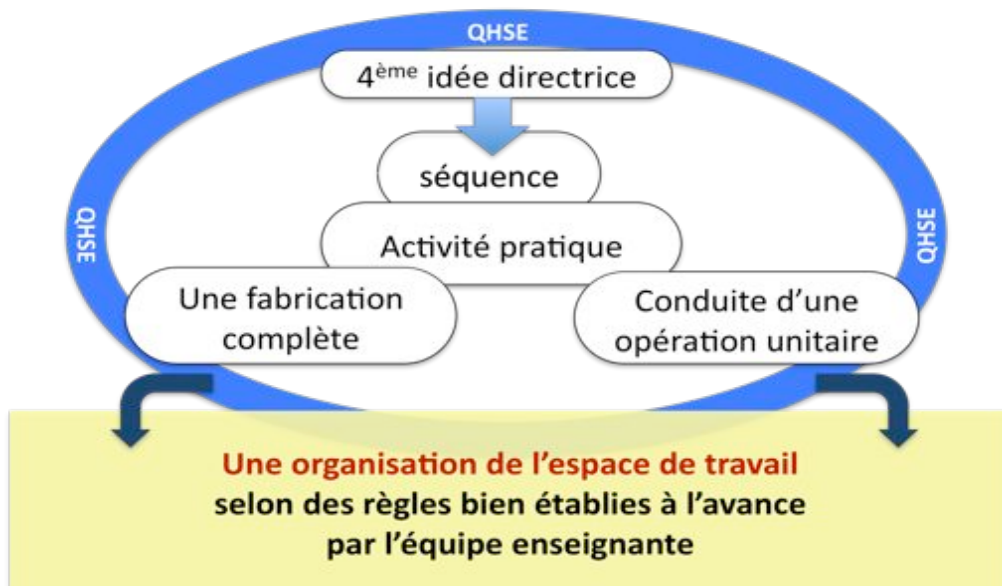 QHSE
4ème idée directrice
séquence
Activité pratique
QHSE
QHSE
Une fabrication
complète
Conduite d'une
opération unitaire
Une organisation de l'espace de travail
selon des règles bien établies à l'avance
par l'équipe enseignante